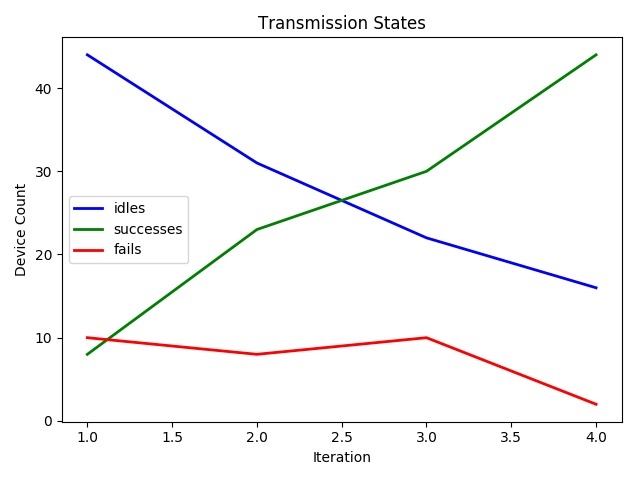 Transmission States
Device Count
40
30
20
10
0
idles
successes
fails
1.0 1.5 2.0 2.5 3.0 3.5 4.0
Iteration